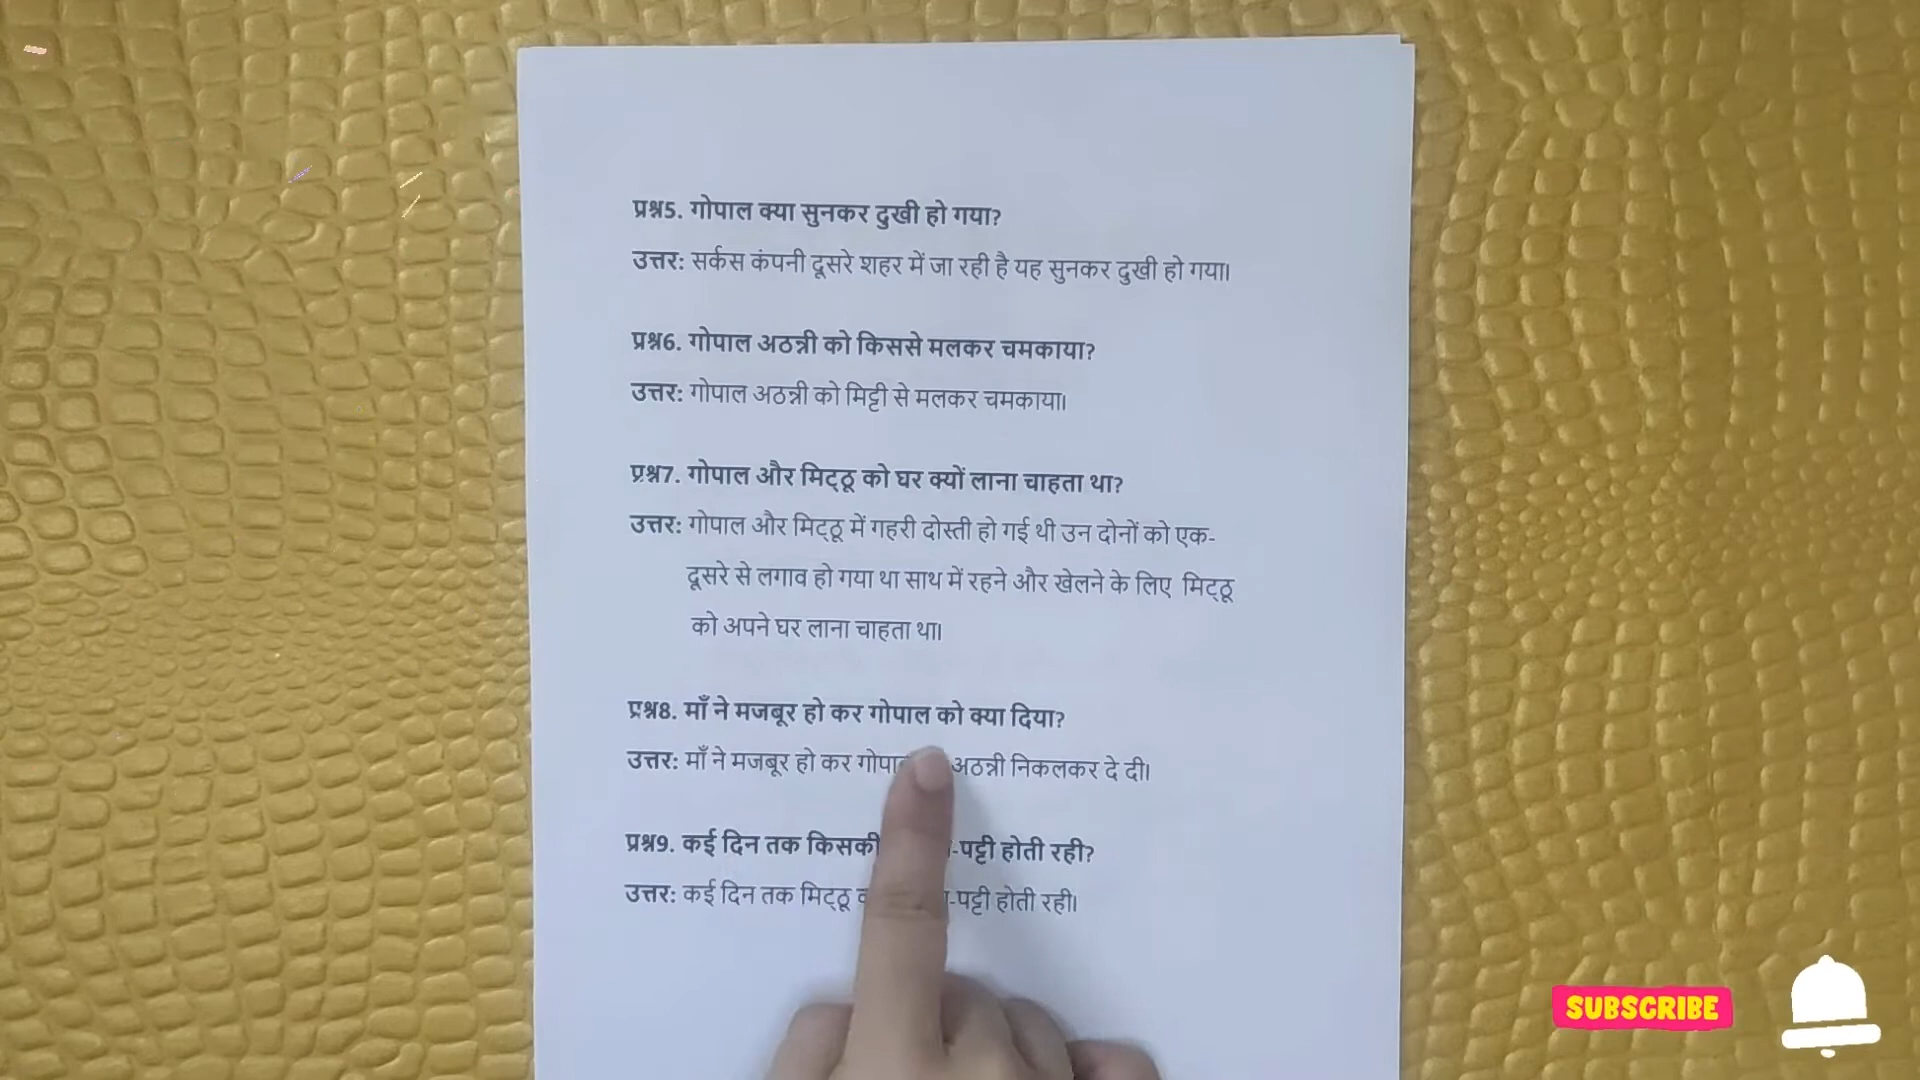 प्रश्न5. गोपाल क्या सुनकर दुखी हो गया?
उत्तर: सर्कस कंपनी दूसरे शहर में जा रही है यह सुनकर दुखी हो गया।
प्रश्न6. गोपाल अठन्नी को किससे मलकर चमकाया?
उत्तर: गोपाल अठन्नी को मिट्टी से मलकर चमकाया।
प्रश्न7. गोपाल और मिट्ठू को घर क्यों लाना चाहता था?
उत्तर: गोपाल और मिट्ठू में गहरी दोस्ती हो गई थी उन दोनों को एक-
दूसरे से लगाव हो गया था साथ में रहने और खेलने के लिए मिट्ठू
को अपने घर लाना चाहता था।
प्रश्न8. माँ ने मजबूर हो कर गोपाल को क्या दिया?
उत्तर: माँ ने मजबूर हो कर अठन्नी निकलकर दे दी।
प्रश्न9. कई दिन तक किसकी -पट्टी होती रही?
उत्तर: कई दिन तक मिट्ठू -पट्टी होती रही।
SUBSCRIBE